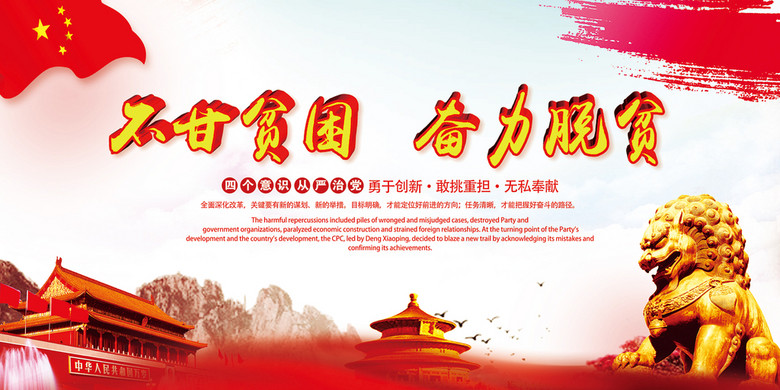 不甘贫困 奋力脱贫
四个意识 从严治党 勇于创新·敢挑重担·无私奉献
全面深化改革，关键要有新的谋划，新的举措，目标明确，才能定位好前进的方向；任务清晰，才能把握好奋斗的路径。
The harmful repercussions included piles of wronged and misjudged cases, destroyed Party and
government organizations, paralyzed economic construction and strained foreign relationships. At the turning point of the Party's
development and the country's development, the CPC, led by Deng Xiaoping, decided to blaze a new trail by acknowledging its mistakes and
confirming its achievements.
中华人民共和国万岁